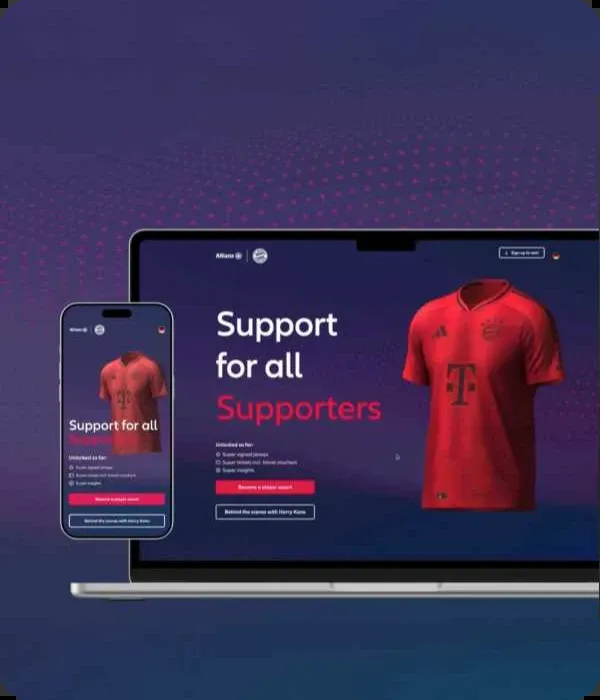 Allianz
Sign up to win!
Support
for all
Supporters
Unlocked so far:
Super signed jerseys
Super tickets incl. travel vouchers
Super insights
Become a player escort
Behind the scenes with Harry Kane
T
Allianz
Support for all
Supporters
Unlocked so far:
Super signed jerseys
Super tickets incl. travel vouchers
Super insights
Become a player escort
Behind the scenes with Harry Kane